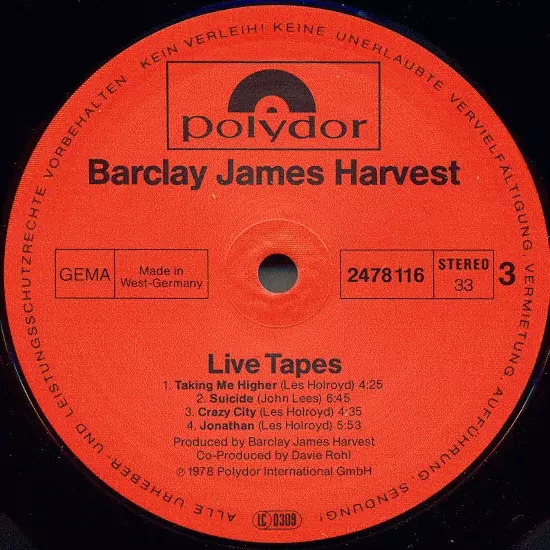 ALLE URHEBER- UND LEISTUNGSSCHUTZRECHTE VORBEHALTEN KEIN VERLEIH! KEINE UNERLAUBTE VERVIELFÄLTIGUNG, VERMIETUNG, AUFFÜHRUNG, SENDUNG!
polydor
Barclay James Harvest
GEMA
Made in
West-Germany
2478 116
STEREO
33
3
Live Tapes
1. Taking Me Higher (Les Holroyd) 4:25
2. Suicide (John Lees) 6:45
3. Crazy City (Les Holroyd) 4:35
4. Jonathan (Les Holroyd) 5:53
Produced by Barclay James Harvest
Co-Produced by Davie Rohl
Ⓟ 1978 Polydor International GmbH
LC 0309